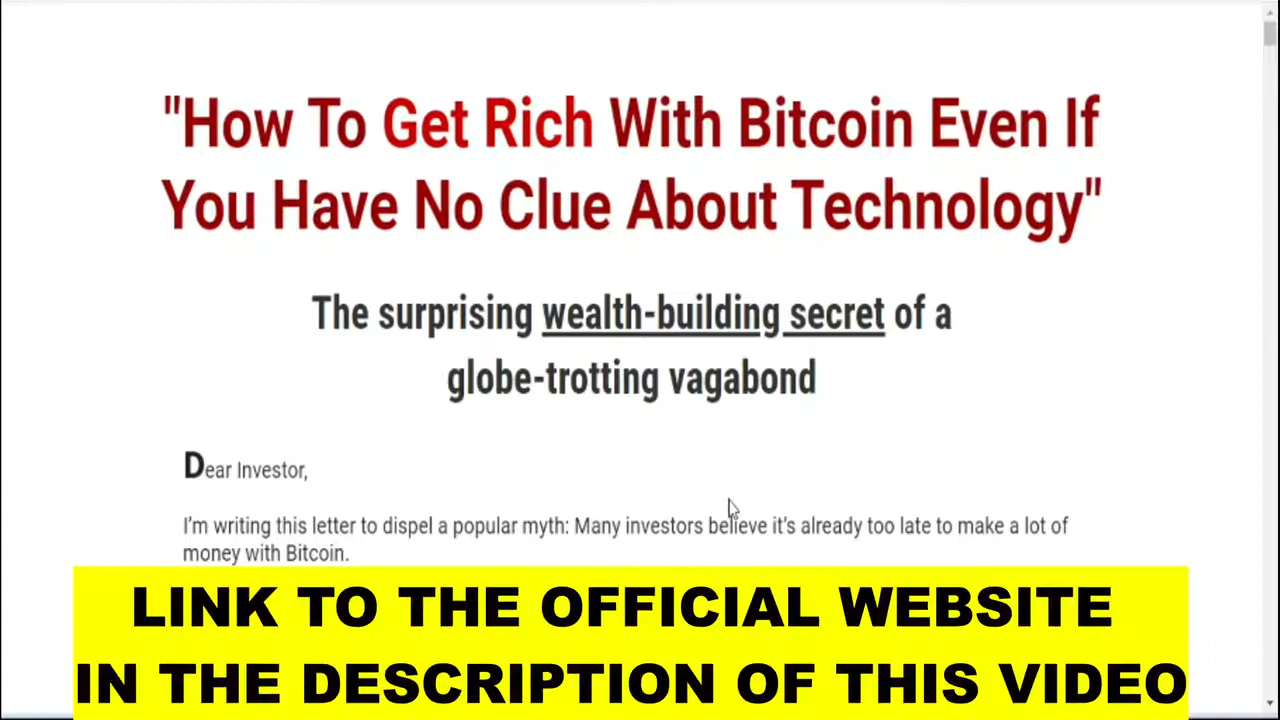 "How To Get Rich With Bitcoin Even If
You Have No Clue About Technology"
The surprising wealth-building secret of a
globe-trotting vagabond
Dear Investor,
I'm writing this letter to dispel a popular myth: Many investors believe it's already too late to make a lot of
money with Bitcoin.
LINK TO THE OFFICIAL WEBSITE
IN THE DESCRIPTION OF THIS VIDEO